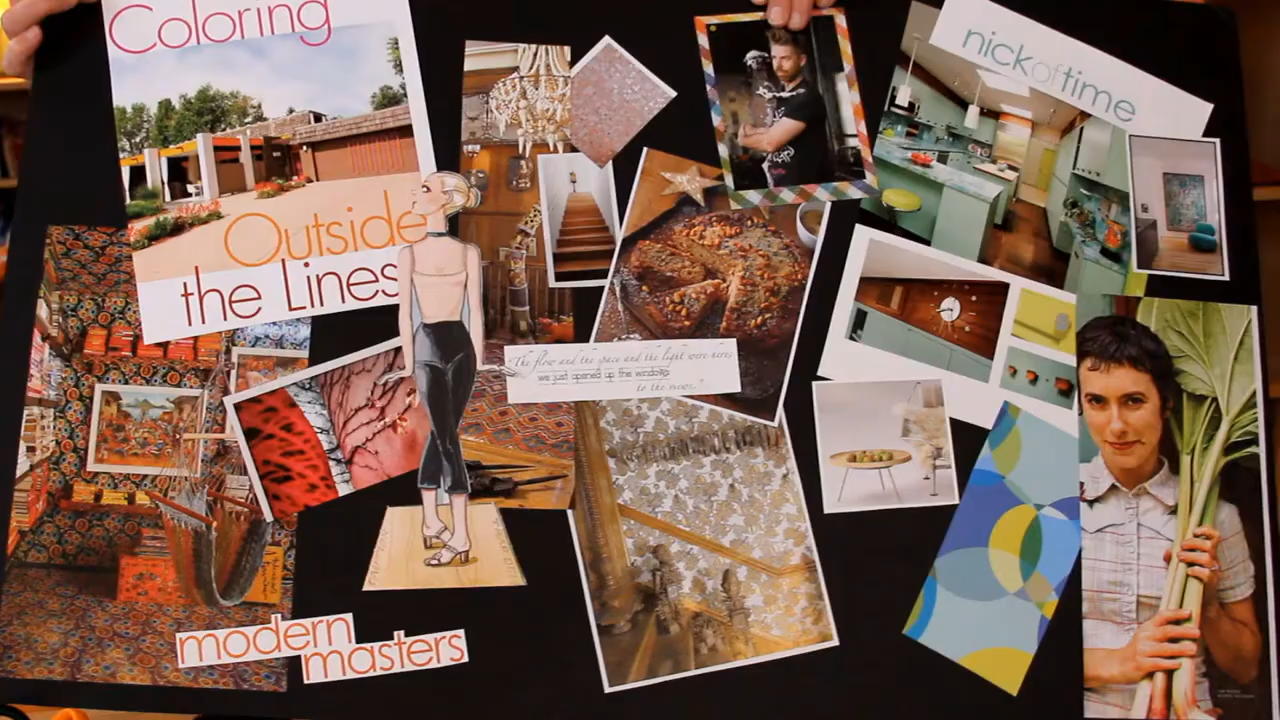 Coloring
Outside
the Lines
nickoftime
"The flow and the space and the light were here;
we just opened up the windows
to the views."
modern
masters